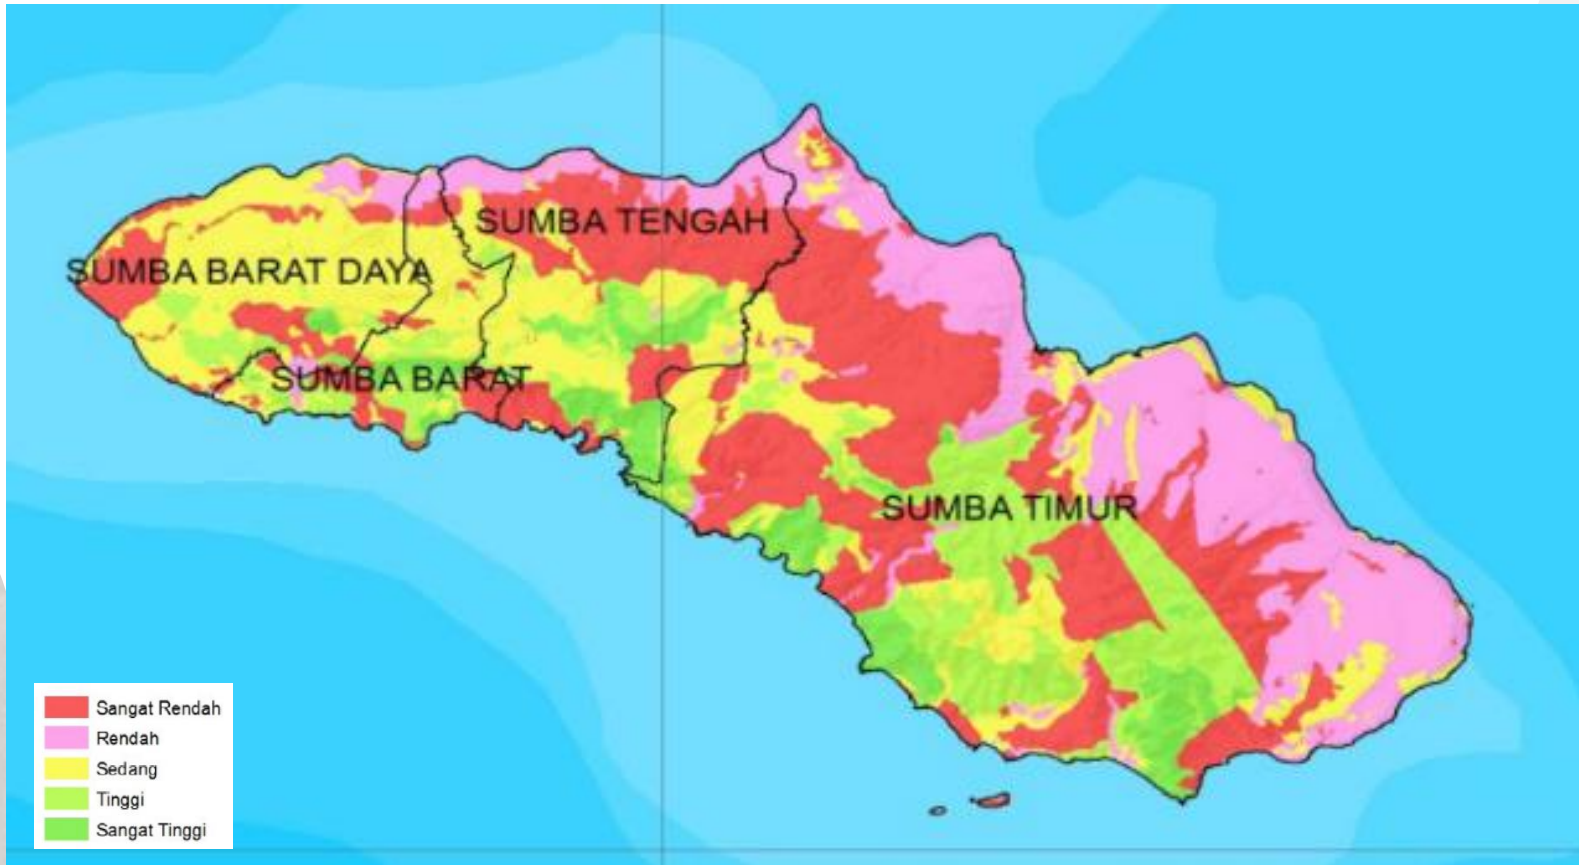 SUMBA TENGAH
SUMBA BARAT DAYA
SUMBA BARAT
SUMBA TIMUR
Sangat Rendah
Rendah
Sedang
Tinggi
Sangat Tinggi